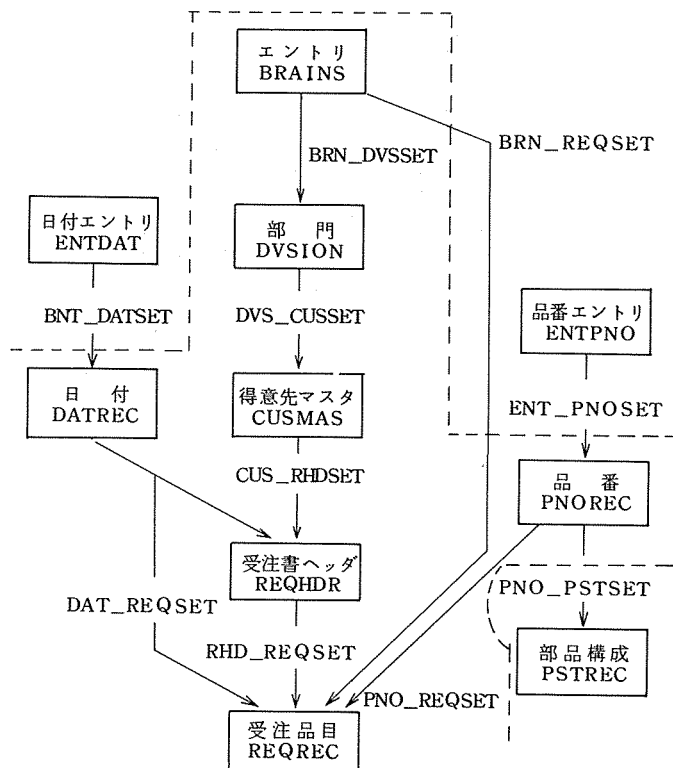 エントリ
BRAINS
BRN_DVSSET
BRN_REQSET
日付エントリ
ENTDAT
部 門
DVSION
BNT_DATSET
DVS_CUSSET
品番エントリ
ENTPNO
日 付
DATREC
得意先マスタ
CUSMAS
ENT_PNOSET
CUS_RHDSET
品 番
PNOREC
受注書ヘッダ
REQHDR
DAT_REQSET
PNO_PSTSET
RHD_REQSET
部品構成
PSTREC
PNO_REQSET
受注品目
REQREC